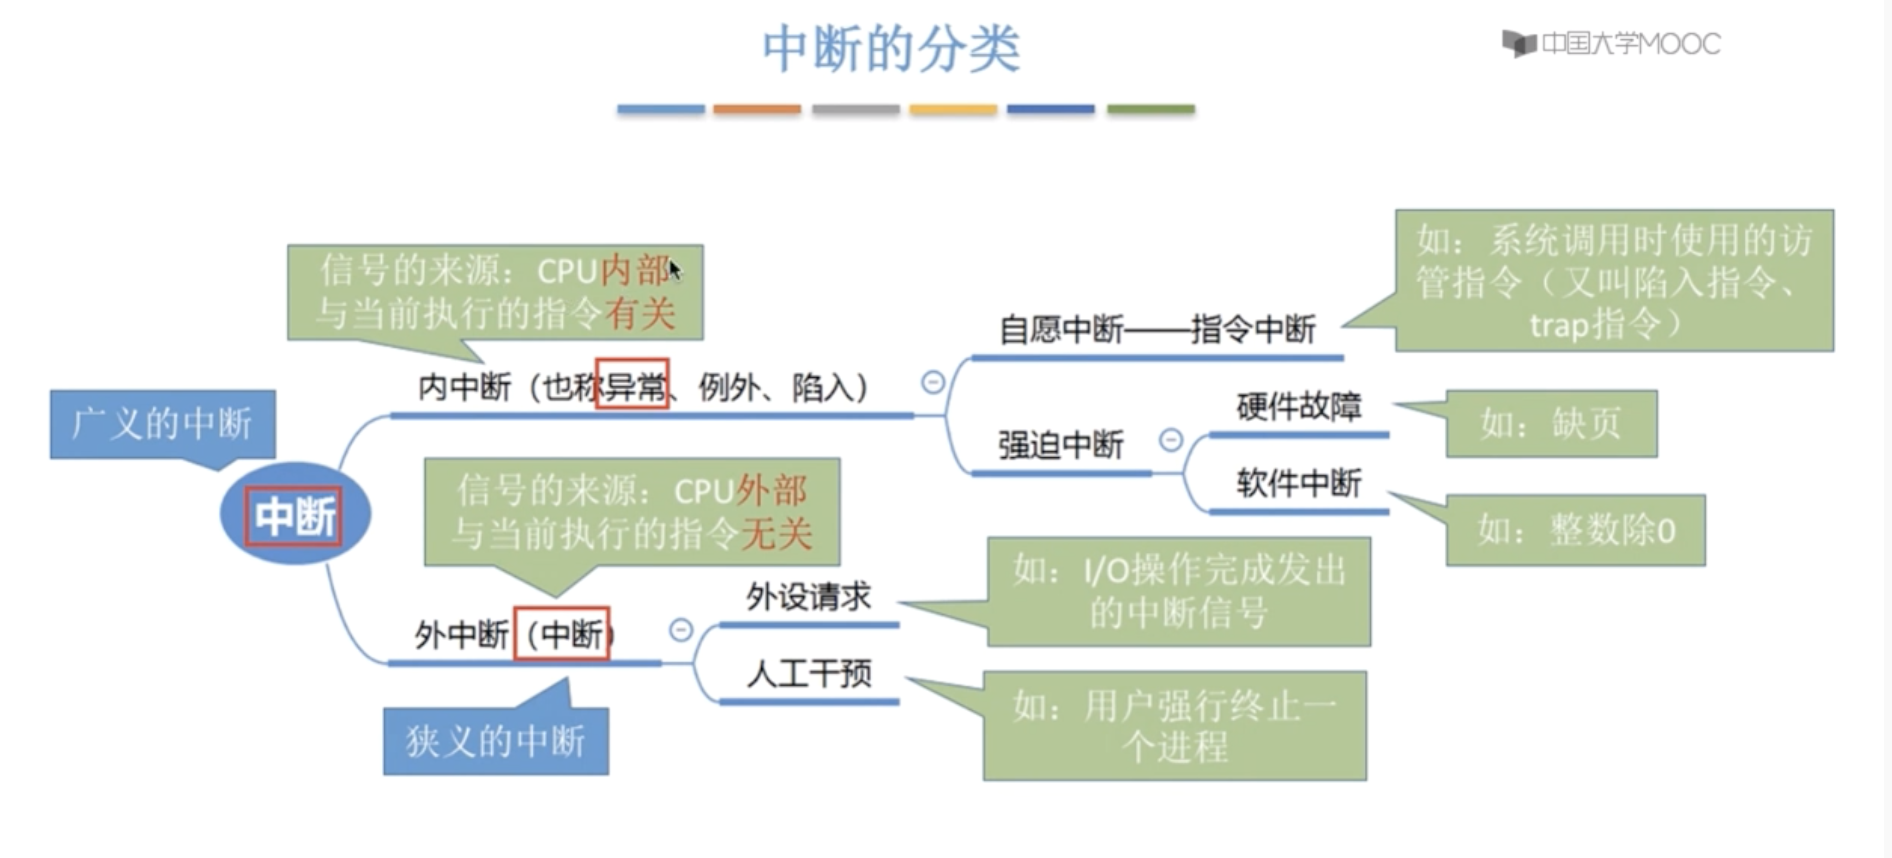 中断的分类
中国大学MOOC
如：系统调用时使用的访
管指令（又叫陷入指令、
trap指令）
信号的来源：CPU内部
与当前执行的指令有关
自愿中断——指令中断
内中断（也称异常、例外、陷入）
广义的中断
硬件故障
如：缺页
强迫中断
信号的来源：CPU外部
与当前执行的指令无关
软件中断
如：整数除0
中断
外设请求
如：I/O操作完成发出
的中断信号
外中断（中断）
人工干预
如：用户强行终止一
个进程
狭义的中断